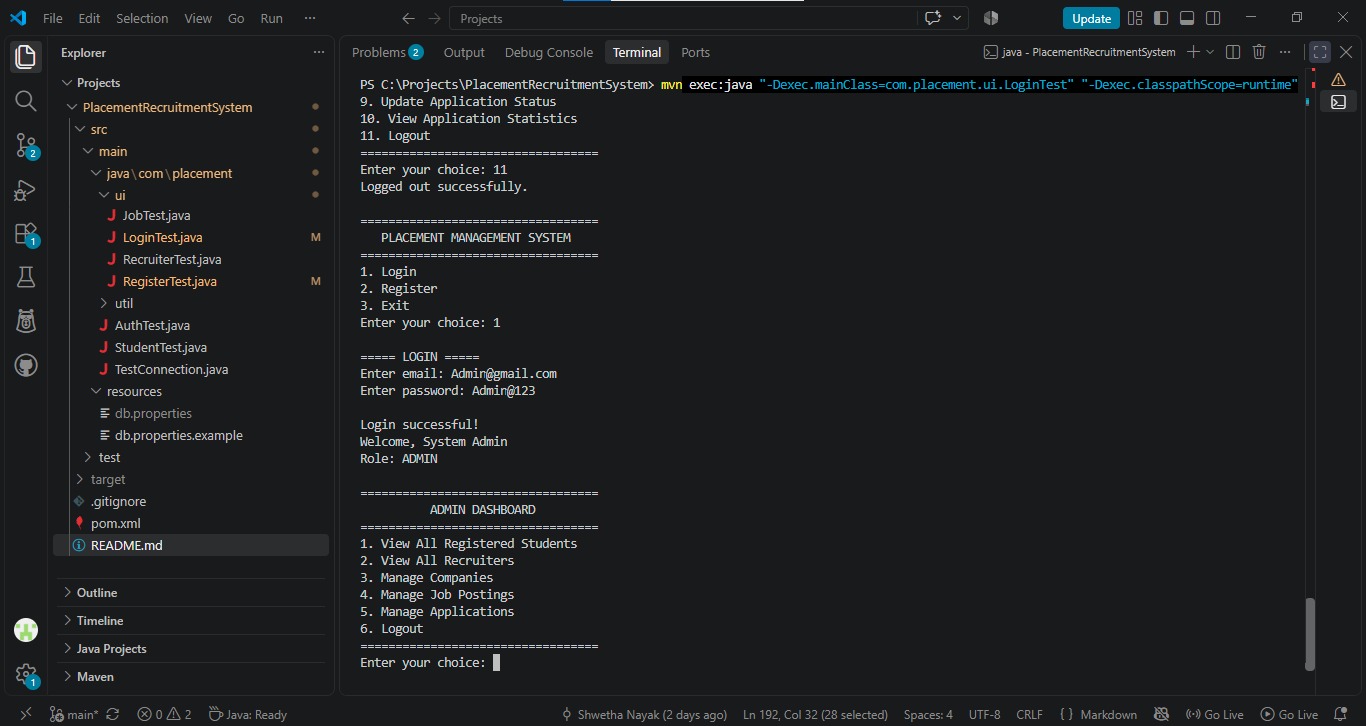 File Edit Selection View Go Run ··· ← → Projects Update
Explorer ···
Projects
PlacementRecruitmentSystem
src
main
java\com\placement
ui
JobTest.java
LoginTest.java M
RecruiterTest.java
RegisterTest.java M
util
AuthTest.java
StudentTest.java
TestConnection.java
resources
db.properties
db.properties.example
test
target
.gitignore
pom.xml
README.md
Outline
Timeline
Java Projects
Maven
2
1
1
Problems 2 Output Debug Console Terminal Ports java - PlacementRecruitmentSystem ···
PS C:\Projects\PlacementRecruitmentSystem> mvn exec:java "-Dexec.mainClass=com.placement.ui.LoginTest" "-Dexec.classpathScope=runtime"
9. Update Application Status
10. View Application Statistics
11. Logout
==================================
Enter your choice: 11
Logged out successfully.
==================================
PLACEMENT MANAGEMENT SYSTEM
==================================
1. Login
2. Register
3. Exit
Enter your choice: 1
===== LOGIN =====
Enter email: Admin@gmail.com
Enter password: Admin@123
Login successful!
Welcome, System Admin
Role: ADMIN
==================================
ADMIN DASHBOARD
==================================
1. View All Registered Students
2. View All Recruiters
3. Manage Companies
4. Manage Job Postings
5. Manage Applications
6. Logout
==================================
Enter your choice:
main* 0 2 Java: Ready Shwetha Nayak (2 days ago) Ln 192, Col 32 (28 selected) Spaces: 4 UTF-8 CRLF { } Markdown Go Live Go Live